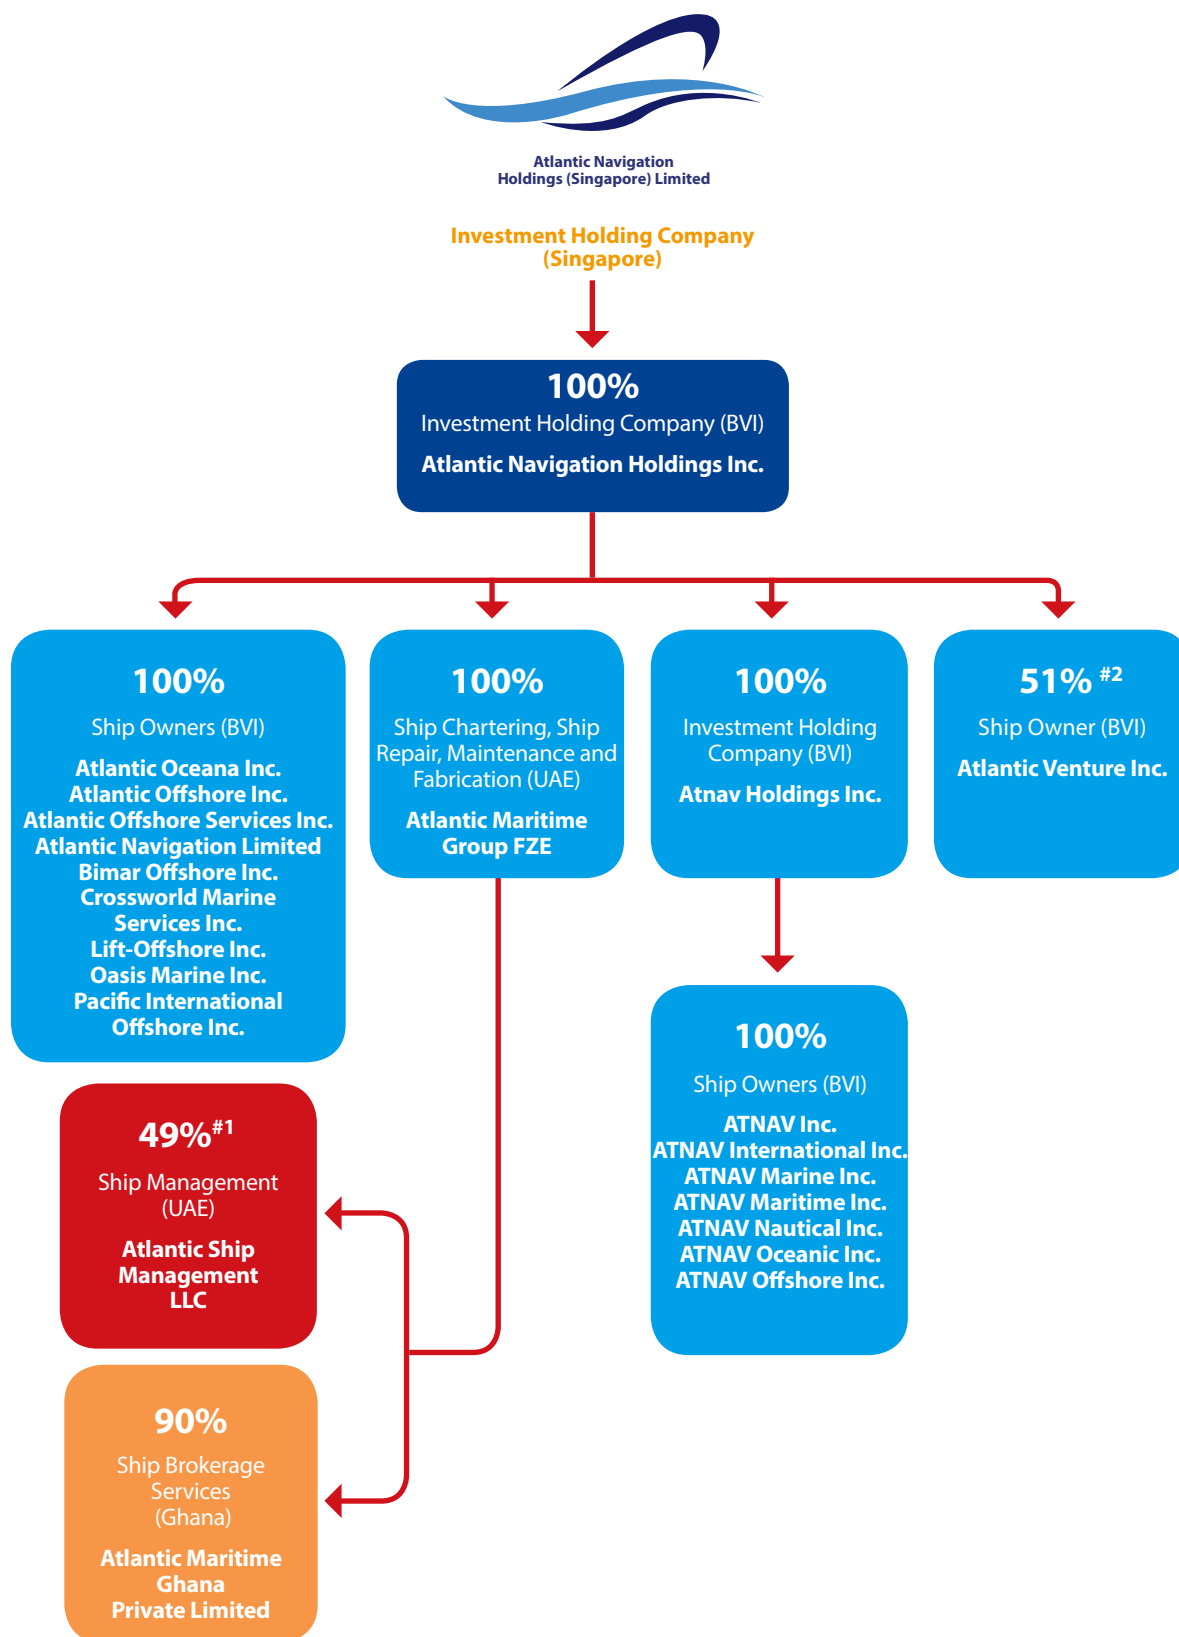 Atlantic Navigation
Holdings (Singapore) Limited
Investment Holding Company
(Singapore)
100%
Investment Holding Company (BVI)
Atlantic Navigation Holdings Inc.
100%
Ship Owners (BVI)
Atlantic Oceana Inc.
Atlantic Offshore Inc.
Atlantic Offshore Services Inc.
Atlantic Navigation Limited
Bimar Offshore Inc.
Crossworld Marine
Services Inc.
Lift-Offshore Inc.
Oasis Marine Inc.
Pacific International
Offshore Inc.
100%
Ship Chartering, Ship
Repair, Maintenance and
Fabrication (UAE)
Atlantic Maritime
Group FZE
100%
Investment Holding
Company (BVI)
Atnav Holdings Inc.
51% #2
Ship Owner (BVI)
Atlantic Venture Inc.
100%
Ship Owners (BVI)
ATNAV Inc.
ATNAV International Inc.
ATNAV Marine Inc.
ATNAV Maritime Inc.
ATNAV Nautical Inc.
ATNAV Oceanic Inc.
ATNAV Offshore Inc.
49%#1
Ship Management
(UAE)
Atlantic Ship
Management
LLC
90%
Ship Brokerage
Services
(Ghana)
Atlantic Maritime
Ghana
Private Limited